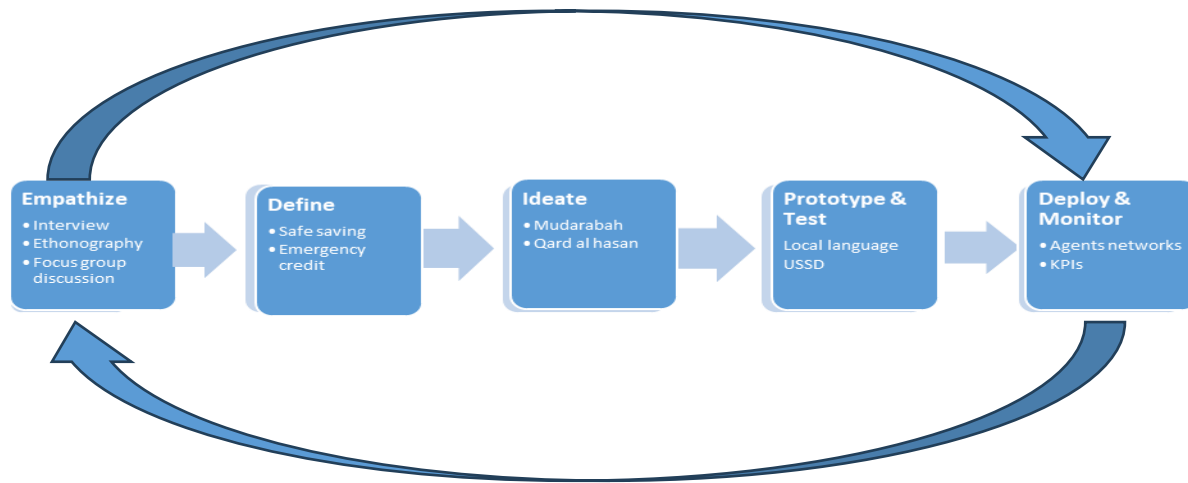 Empathize
• Interview
• Ethonography
• Focus group
discussion
Define
• Safe saving
• Emergency
credit
Ideate
• Mudarabah
• Qard al hasan
Prototype &
Test
Local language
USSD
Deploy &
Monitor
• Agents networks
• KPIs